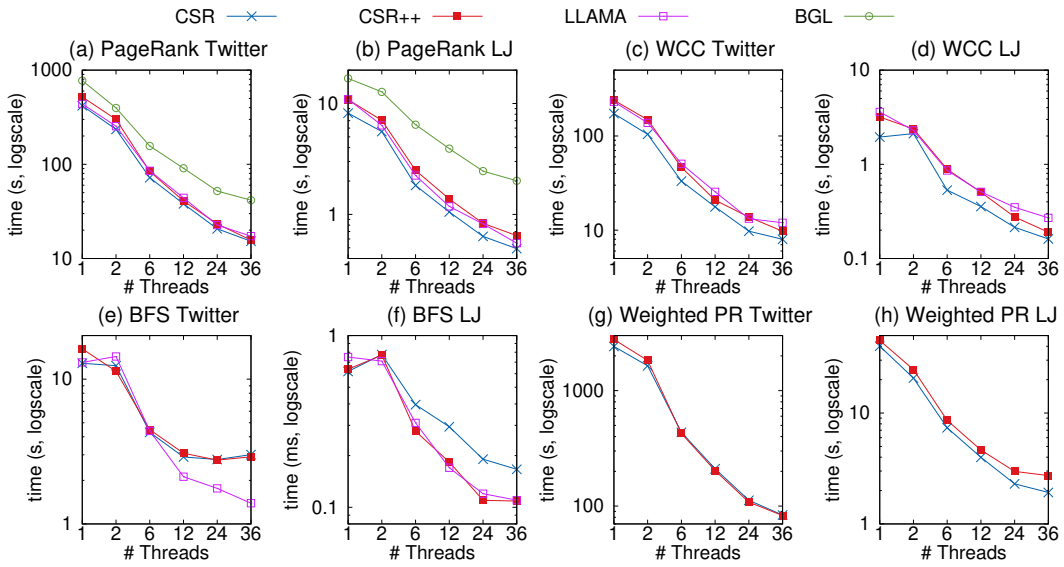 CSR CSR++ LLAMA BGL
(a) PageRank Twitter (b) PageRank LJ (c) WCC Twitter (d) WCC LJ
time (s, logscale) 1000 100 10 time (s, logscale) 10 1 time (s, logscale) 100 10 time (s, logscale) 10 1 0.1
1 2 6 12 24 36 1 2 6 12 24 36 1 2 6 12 24 36 1 2 6 12 24 36
# Threads # Threads # Threads # Threads
(e) BFS Twitter (f) BFS LJ (g) Weighted PR Twitter (h) Weighted PR LJ
time (s, logscale) 10 1 time (ms, logscale) 1 0.1 time (s, logscale) 1000 100 time (s, logscale) 10 1
1 2 6 12 24 36 1 2 6 12 24 36 1 2 6 12 24 36 1 2 6 12 24 36
# Threads # Threads # Threads # Threads